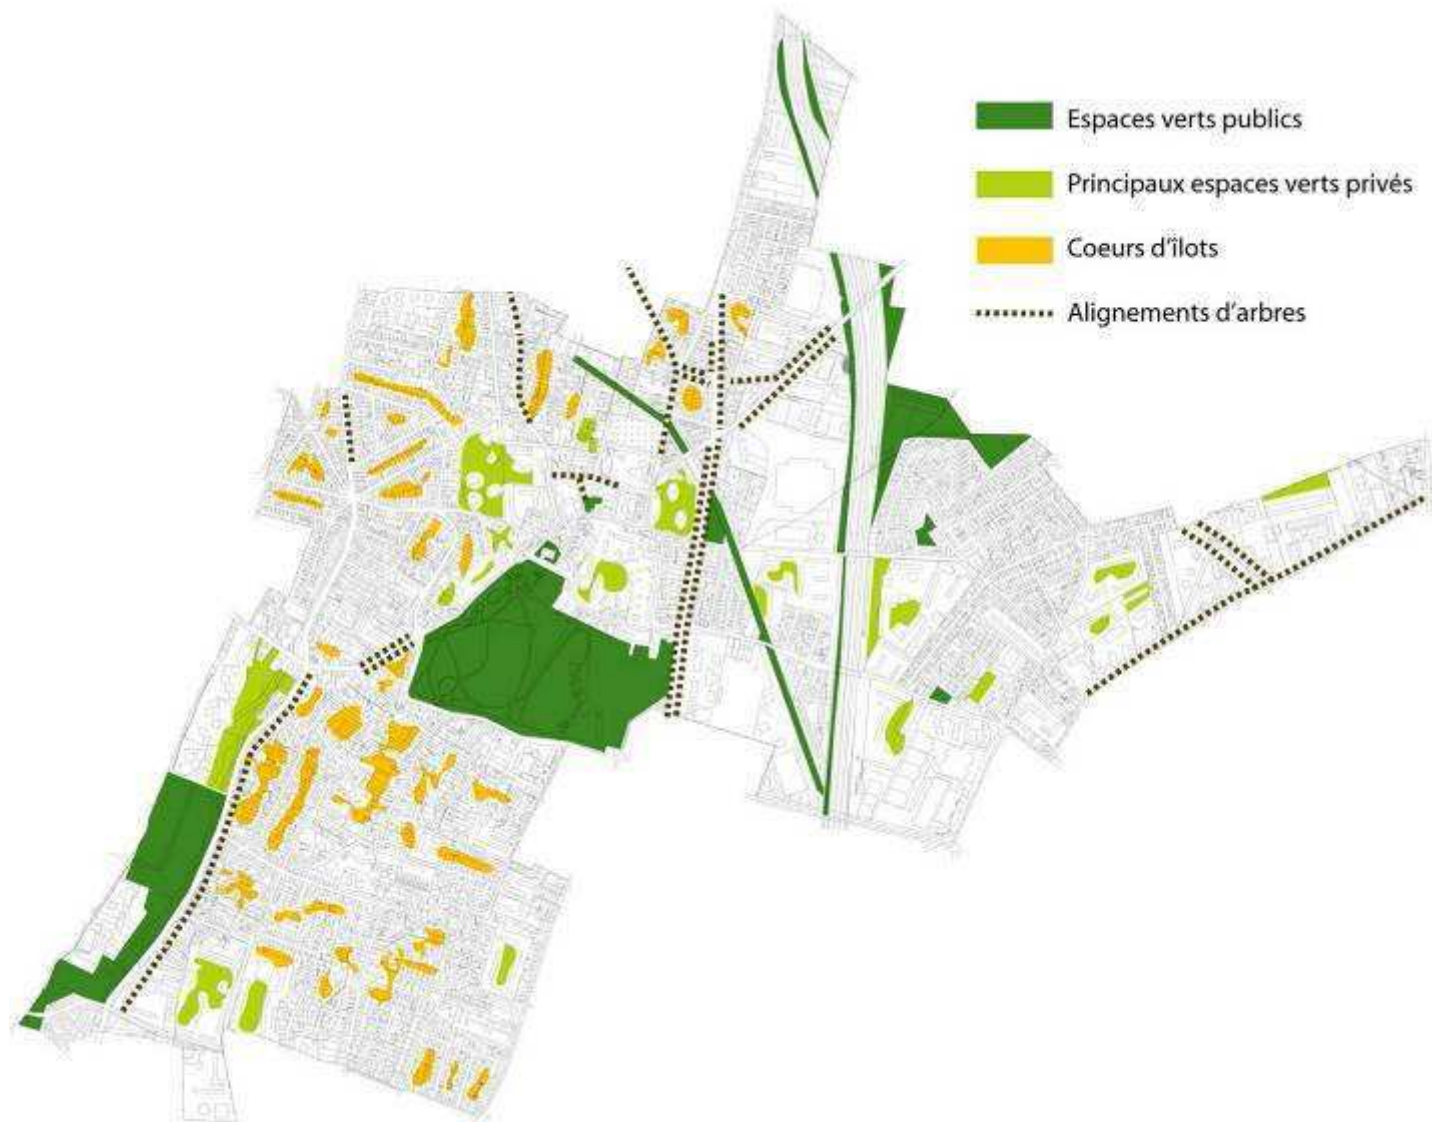 Espaces verts publics
Principaux espaces verts privés
Coeurs d'îlots
Alignements d'arbres